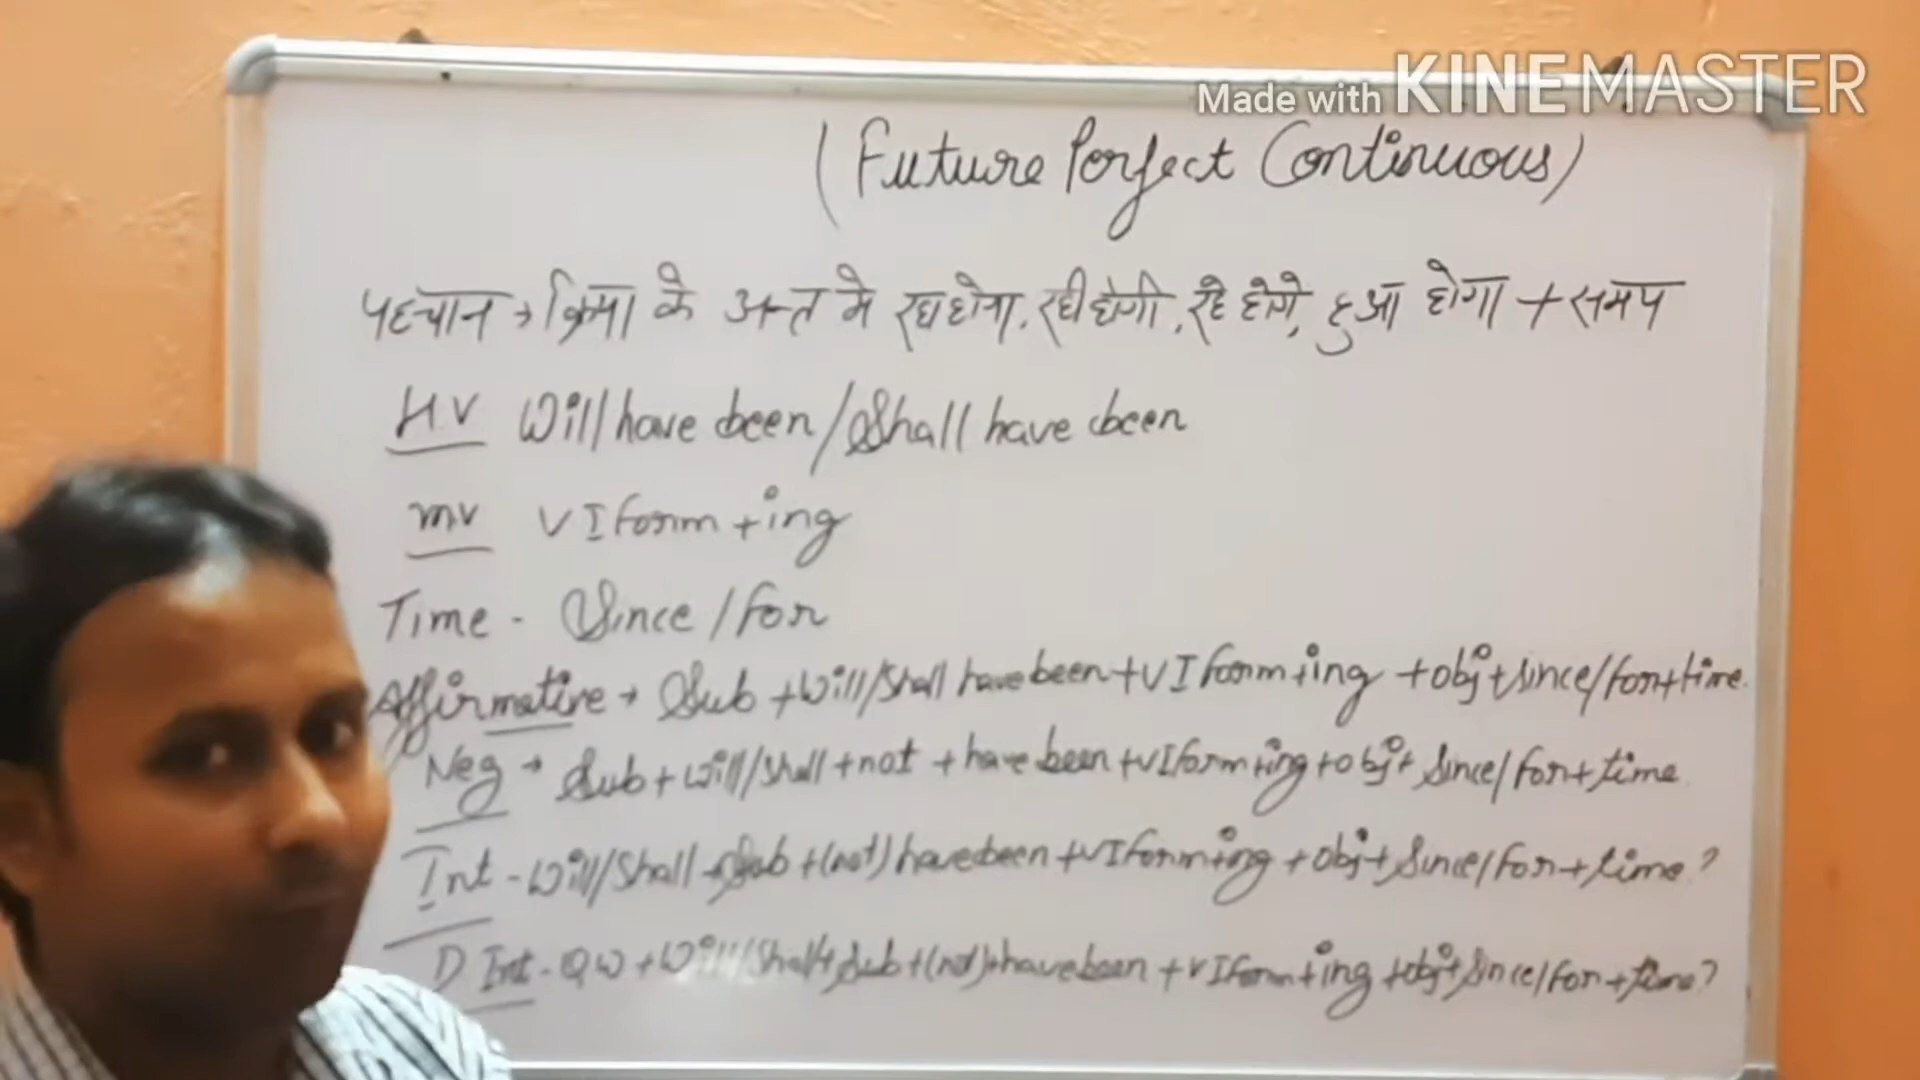 Made with KINEMASTER
(Future Perfect Continuous)
पहचान → क्रिया के अन्त मे रहा होगा, रही होगी, रहे होगे, हुआ होगा + समय
H.V Will have been / Shall have been
mv V I form + ing
Time - Since / for
Affirmative → Sub + Will/Shall have been + V I form + ing + obj + Since/for + time.
Neg → Sub + Will/Shall + not + have been + V I form + ing + obj + Since/for + time.
Int - Will/Shall + Sub + (not) have been + V I form + ing + obj + Since/for + time?
D. Int - QW + Will/Shall + Sub + (not) + have been + V I form + ing + obj + Since/for + time?